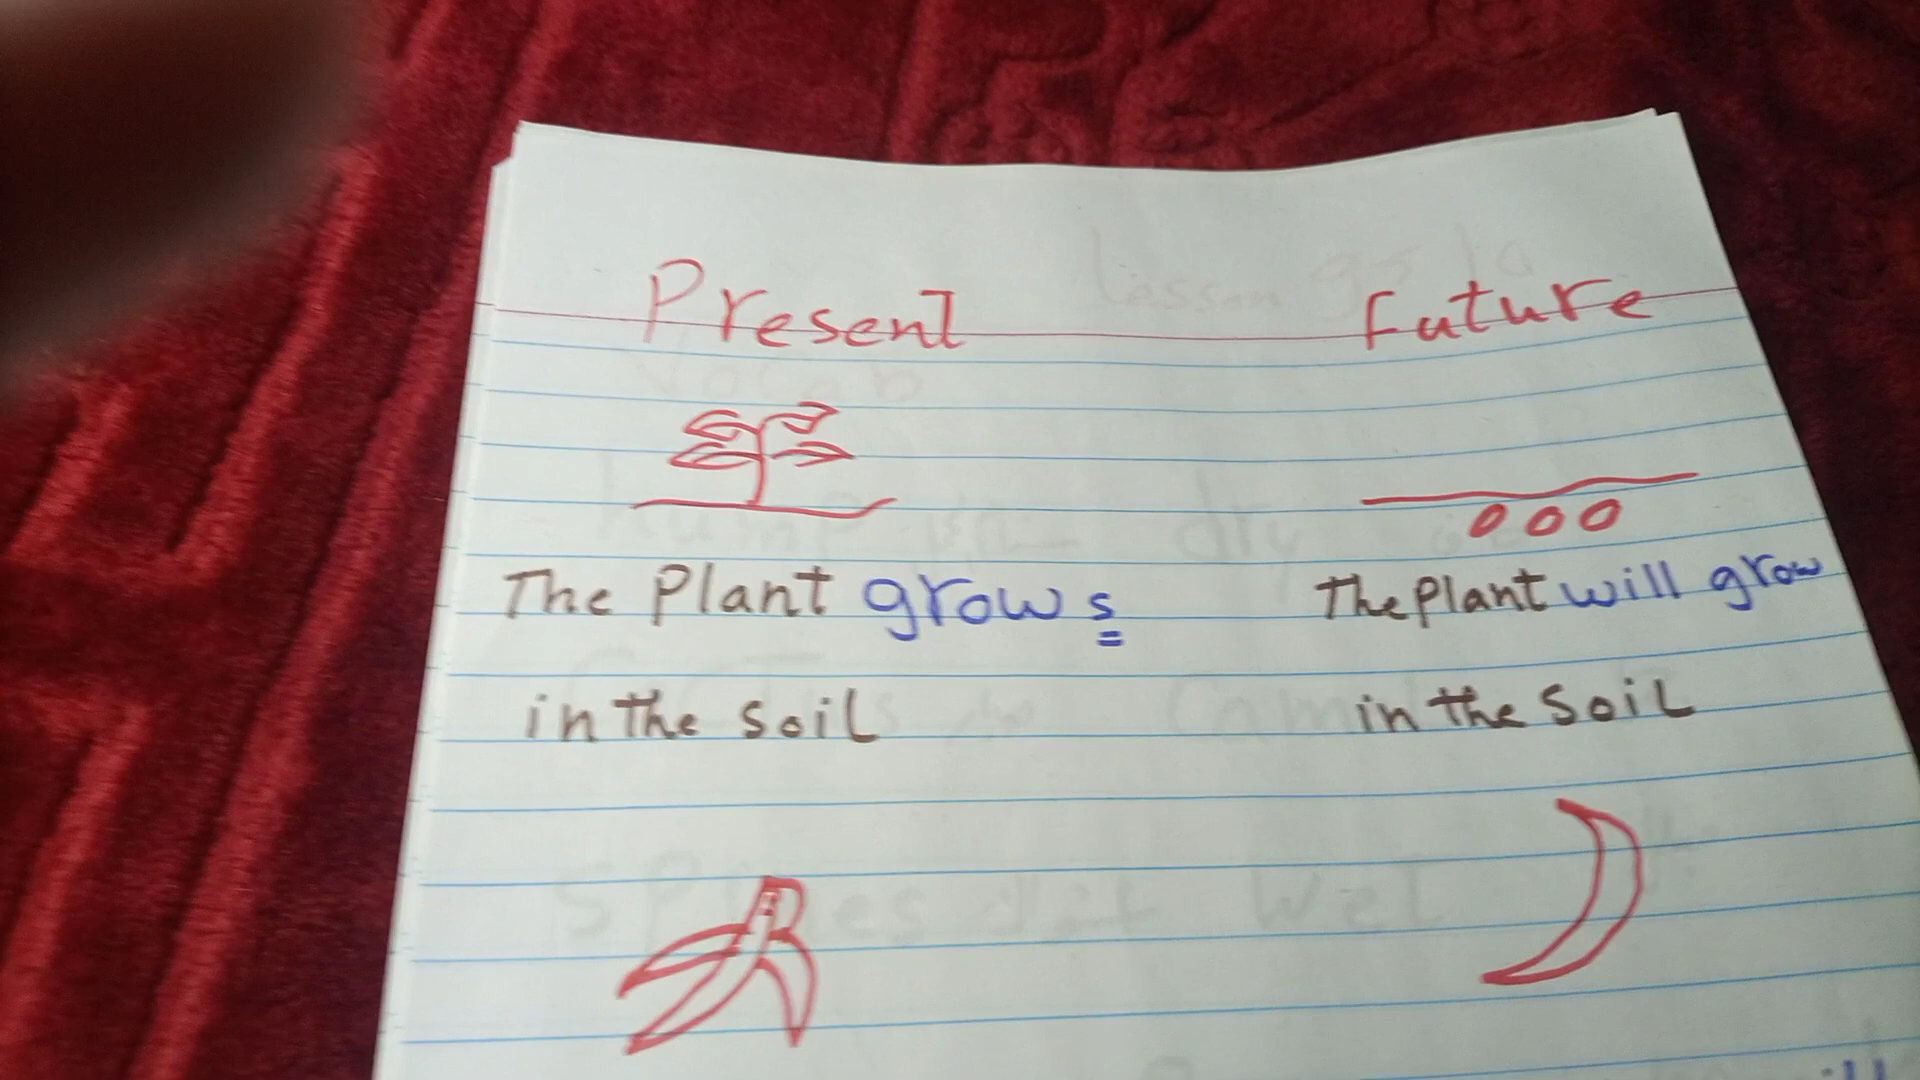 Present Future
The Plant grows The Plant will grow
in the soil in the soil